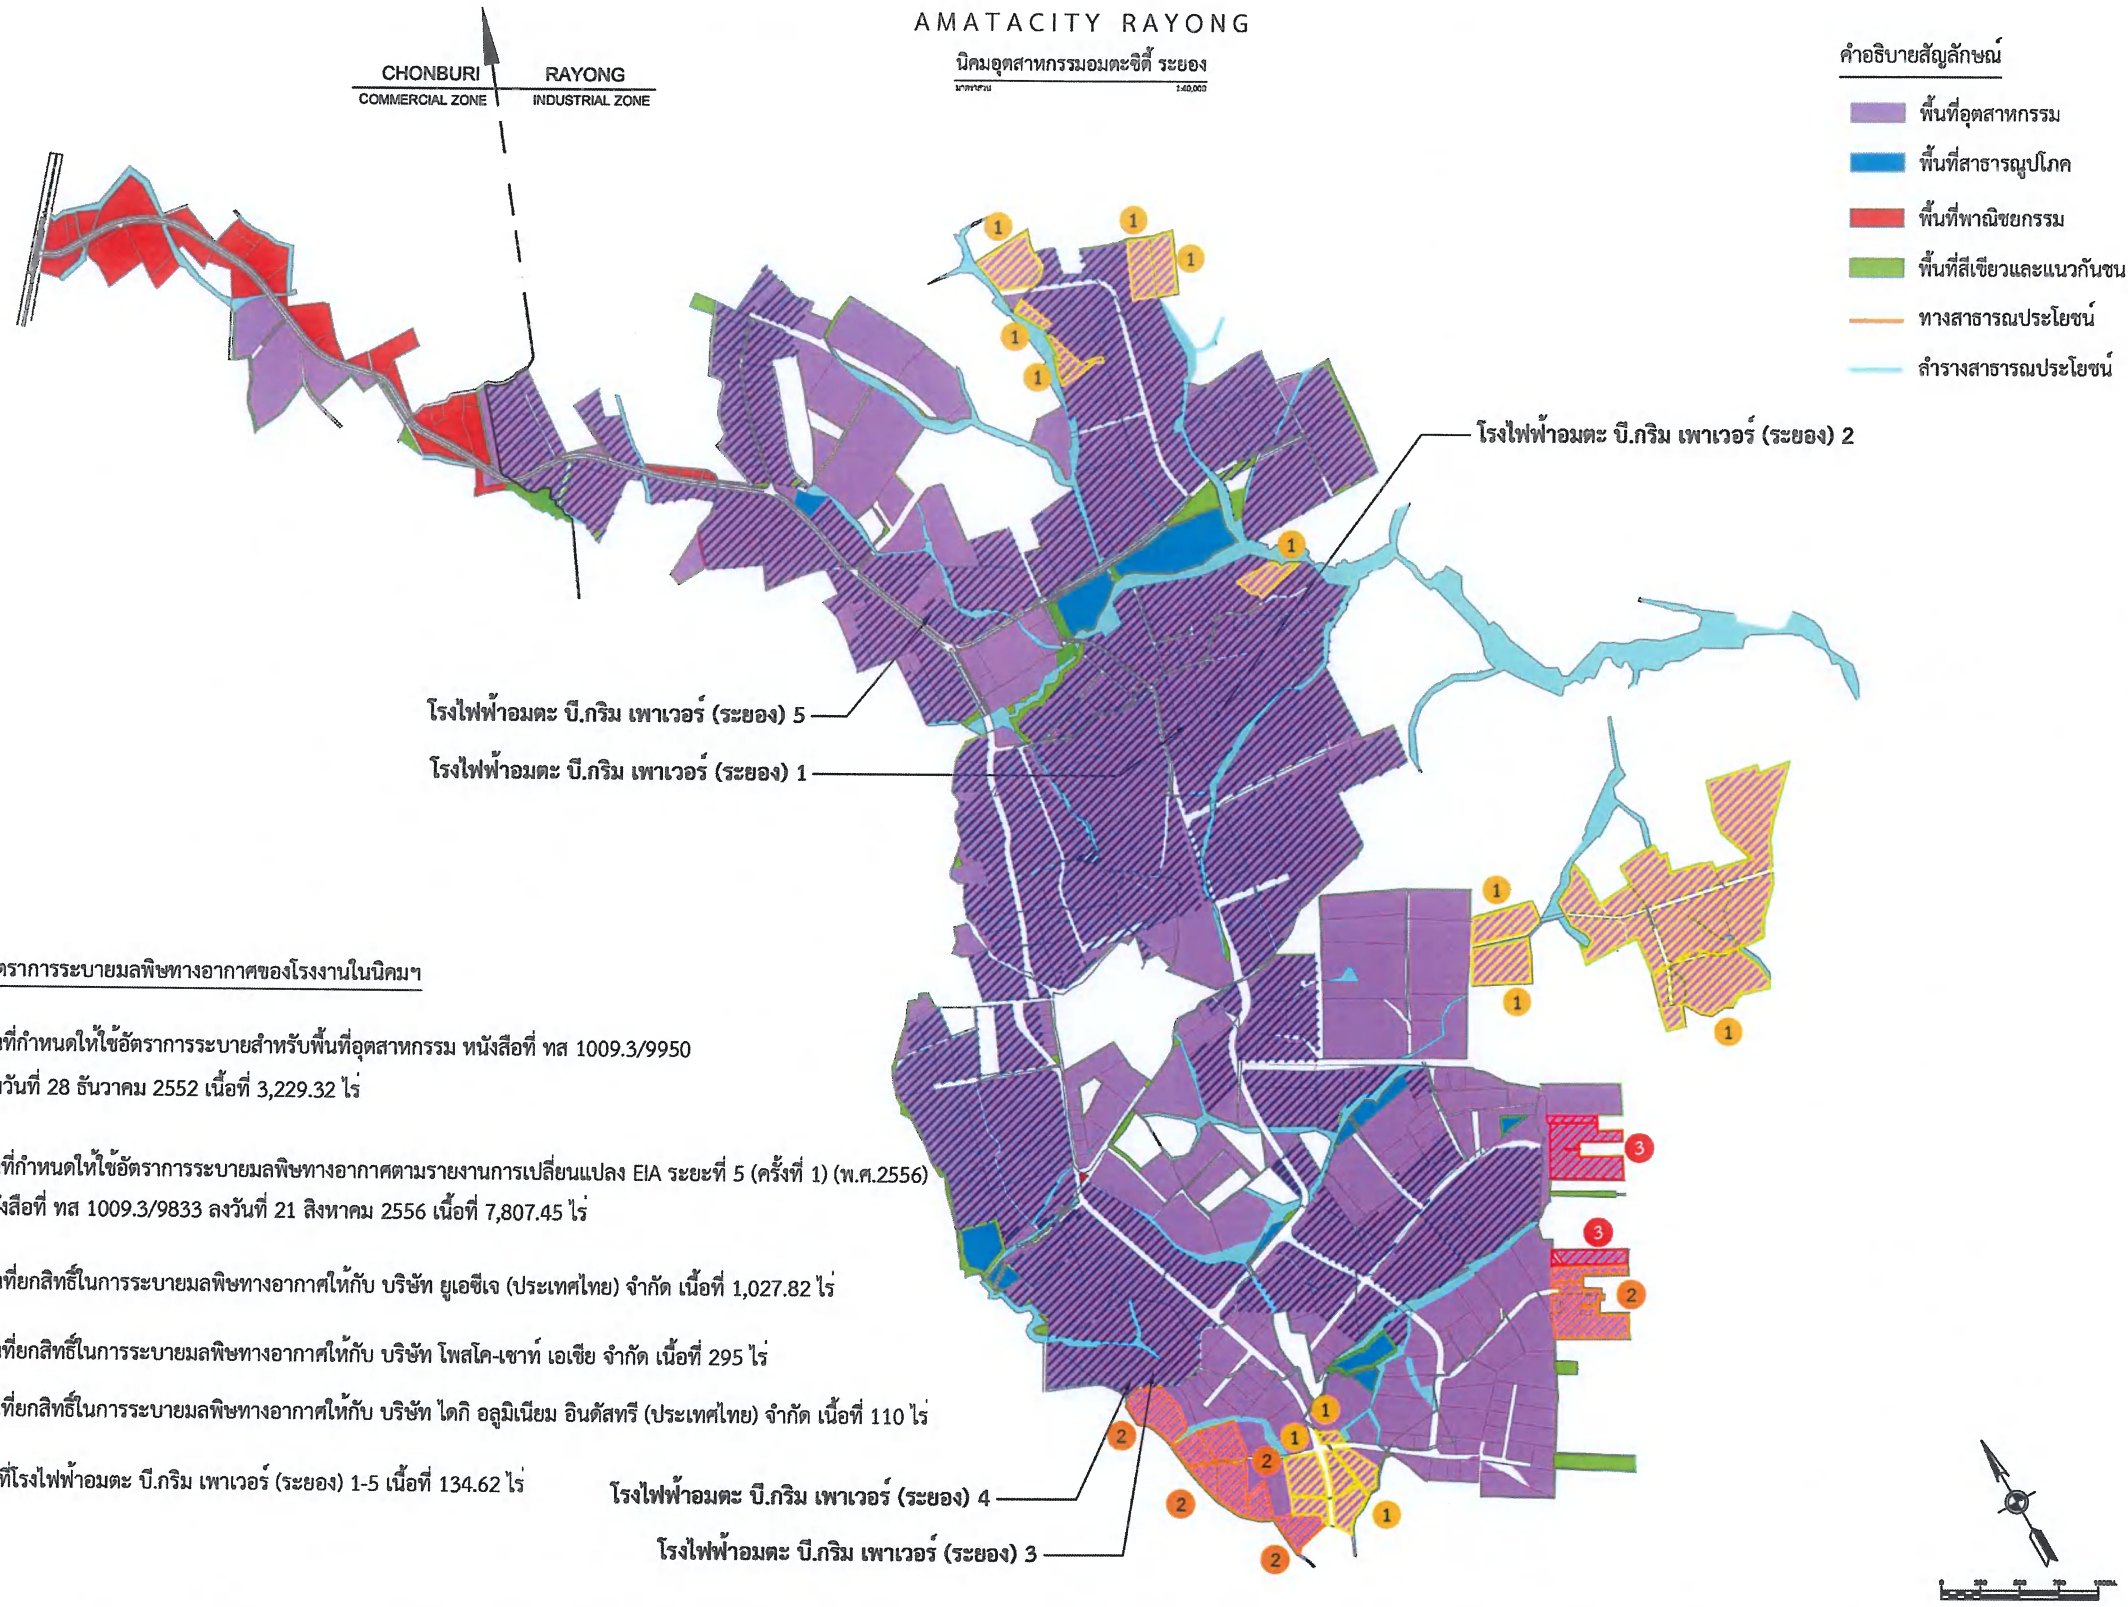 AMATACITY RAYONG
นิคมอุตสาหกรรมอมตะซิตี้ ระยอง
มาตราส่วน 1:40,000
CHONBURI RAYONG
COMMERCIAL ZONE INDUSTRIAL ZONE
คำอธิบายสัญลักษณ์
พื้นที่อุตสาหกรรม
พื้นที่สาธารณูปโภค
พื้นที่พาณิชยกรรม
พื้นที่สีเขียวและแนวกันชน
ทางสาธารณประโยชน์
ลำรางสาธารณประโยชน์
1
1
1
1
1
โรงไฟฟ้าอมตะ บี.กริม เพาเวอร์ (ระยอง) 2
1
โรงไฟฟ้าอมตะ บี.กริม เพาเวอร์ (ระยอง) 5
โรงไฟฟ้าอมตะ บี.กริม เพาเวอร์ (ระยอง) 1
1
1
1
ตราการระบายมลพิษทางอากาศของโรงงานในนิคมฯ
ที่กำหนดให้ใช้อัตราการระบายสำหรับพื้นที่อุตสาหกรรม หนังสือที่ ทส 1009.3/9950
วันที่ 28 ธันวาคม 2552 เนื้อที่ 3,229.32 ไร่
ที่กำหนดให้ใช้อัตราการระบายมลพิษทางอากาศตามรายงานการเปลี่ยนแปลง EIA ระยะที่ 5 (ครั้งที่ 1) (พ.ศ.2556)
งสือที่ ทส 1009.3/9833 ลงวันที่ 21 สิงหาคม 2556 เนื้อที่ 7,807.45 ไร่
ที่ยกสิทธิ์ในการระบายมลพิษทางอากาศให้กับ บริษัท ยูเอซีเจ (ประเทศไทย) จำกัด เนื้อที่ 1,027.82 ไร่
ที่ยกสิทธิ์ในการระบายมลพิษทางอากาศให้กับ บริษัท โพสโค-เซาท์ เอเชีย จำกัด เนื้อที่ 295 ไร่
ที่ยกสิทธิ์ในการระบายมลพิษทางอากาศให้กับ บริษัท ไดกิ อลูมิเนียม อินดัสทรี (ประเทศไทย) จำกัด เนื้อที่ 110 ไร่
ที่โรงไฟฟ้าอมตะ บี.กริม เพาเวอร์ (ระยอง) 1-5 เนื้อที่ 134.62 ไร่
3
3
2
1
2
1
2
2
1
2
โรงไฟฟ้าอมตะ บี.กริม เพาเวอร์ (ระยอง) 4
โรงไฟฟ้าอมตะ บี.กริม เพาเวอร์ (ระยอง) 3
0 250 500 750 1000M.